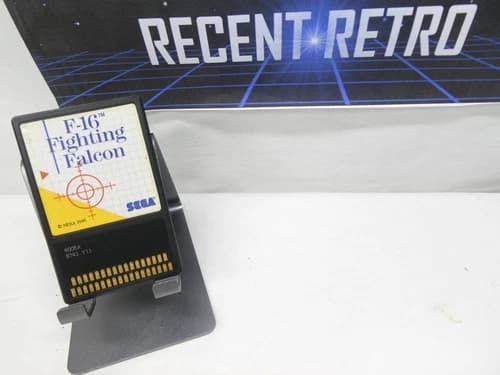 RECENT RETRO
F-16™
Fighting
Falcon
SEGA